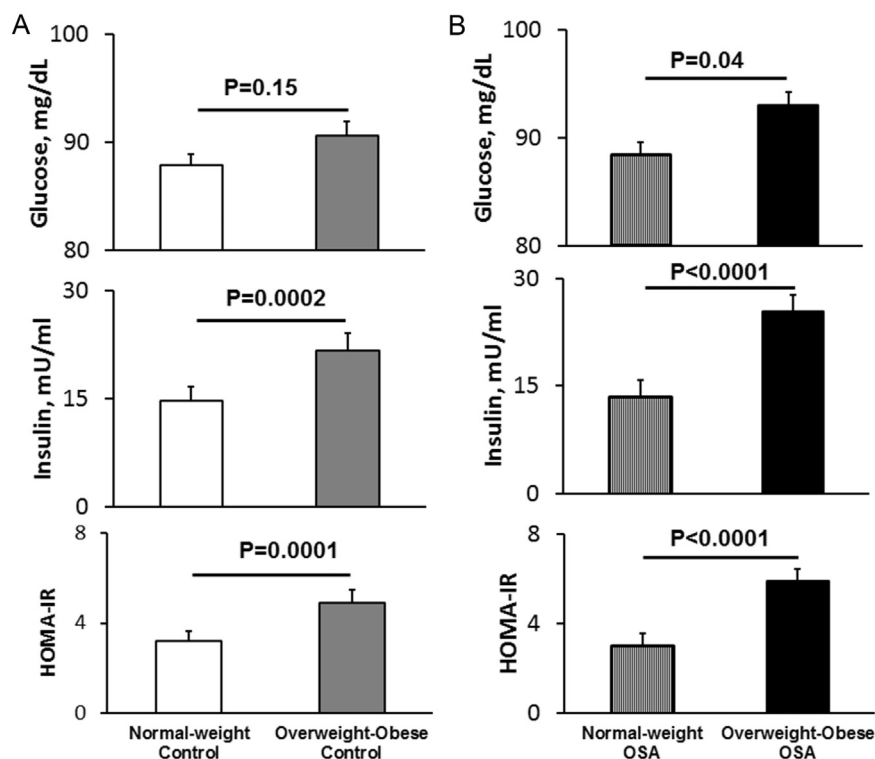 A
Glucose, mg/dL
100
90
80
P=0.15
Insulin, mU/ml
30
15
0
P=0.0002
HOMA-IR
8
4
0
P=0.0001
Normal-weight
Control
Overweight-Obese
Control
B
Glucose, mg/dL
100
90
80
P=0.04
Insulin, mU/ml
30
15
0
P<0.0001
HOMA-IR
8
4
0
P<0.0001
Normal-weight
OSA
Overweight-Obese
OSA